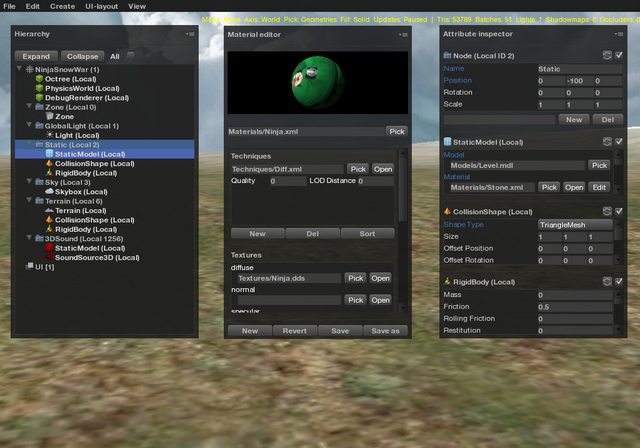 File Edit Create UI-layout View
Axis: World Pick: Geometries Fill: Solid Updates: Paused | Tris: 53789 Batches: 51 Lights: 1 Shadowmaps: 0 Occluders: 0
Hierarchy
Expand Collapse All
NinjaSnowWar (1)
Octree (Local)
PhysicsWorld (Local)
DebugRenderer (Local)
Zone (Local 0)
Zone
GlobalLight (Local 1)
Light (Local)
Static (Local 2)
StaticModel (Local)
CollisionShape (Local)
RigidBody (Local)
Sky (Local 3)
Skybox (Local)
Terrain (Local 6)
Terrain (Local)
CollisionShape (Local)
RigidBody (Local)
3DSound (Local 1256)
StaticModel (Local)
SoundSource3D (Local)
UI [1]
Material editor
Materials/Ninja.xml Pick
Techniques
Techniques/Diff.xml Pick Open
Quality 0 LOD Distance 0
New Del Sort
Textures
diffuse
Textures/Ninja.dds Pick Open
normal
Pick Open
specular
New Revert Save Save as
Attribute inspector
Node (Local ID 2)
Name Static
Position 0 -100 0
Rotation 0 0 0
Scale 1 1 1
New Del
StaticModel (Local)
Model
Models/Level.mdl Pick
Material
Materials/Stone.xml Pick Open Edit
CollisionShape (Local)
Shape Type TriangleMesh
Size 1 1 1
Offset Position 0 0 0
Offset Rotation 0 0 0
RigidBody (Local)
Mass 0
Friction 0.5
Rolling Friction 0
Restitution 0